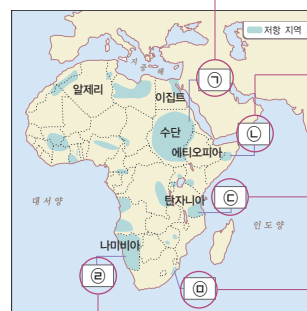 저항 지역
지중해
알제리
이집트
㉠
수단
㉡
에티오피아
㉢
탄자니아
대서양
인도양
나미비아
㉣
㉤